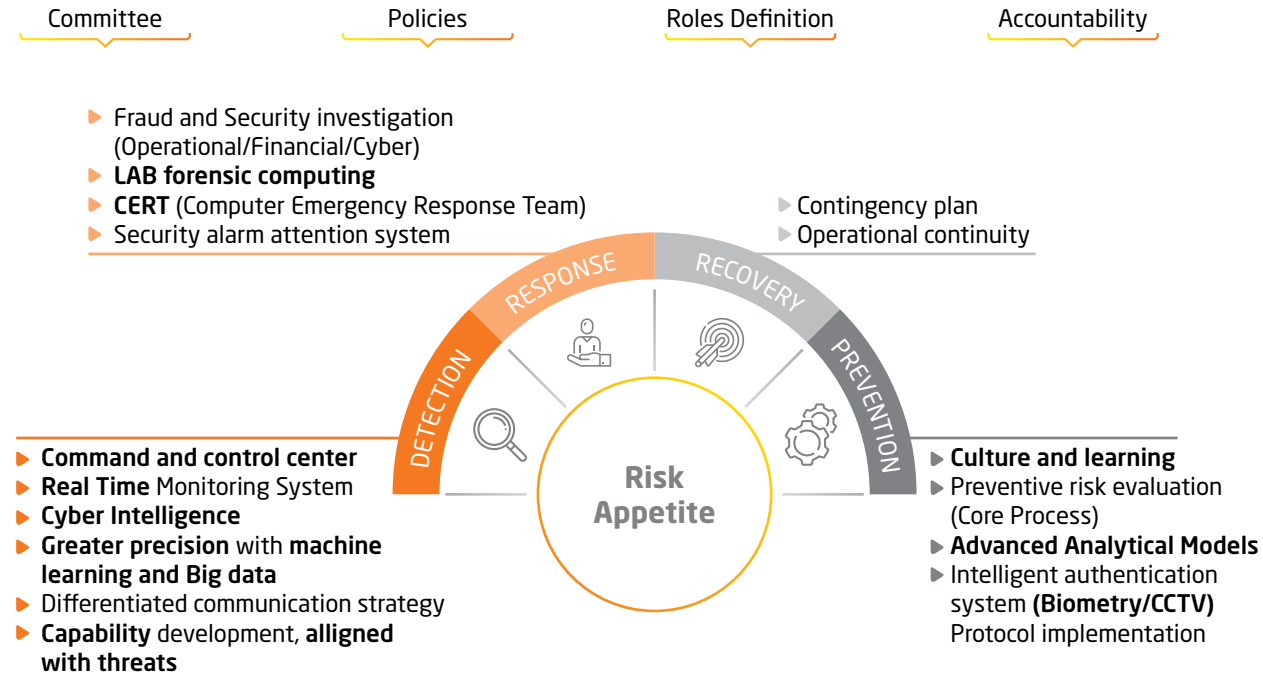 Committee
Policies
Roles Definition
Accountability
Fraud and Security investigation
(Operational/Financial/Cyber)
LAB forensic computing
CERT (Computer Emergency Response Team)
Security alarm attention system
Contingency plan
Operational continuity
RESPONSE
RECOVERY
DETECTION
PREVENTION
Risk
Appetite
Command and control center
Real Time Monitoring System
Cyber Intelligence
Greater precision with machine
learning and Big data
Differentiated communication strategy
Capability development, alligned
with threats
Culture and learning
Preventive risk evaluation
(Core Process)
Advanced Analytical Models
Intelligent authentication
system (Biometry/CCTV)
Protocol implementation